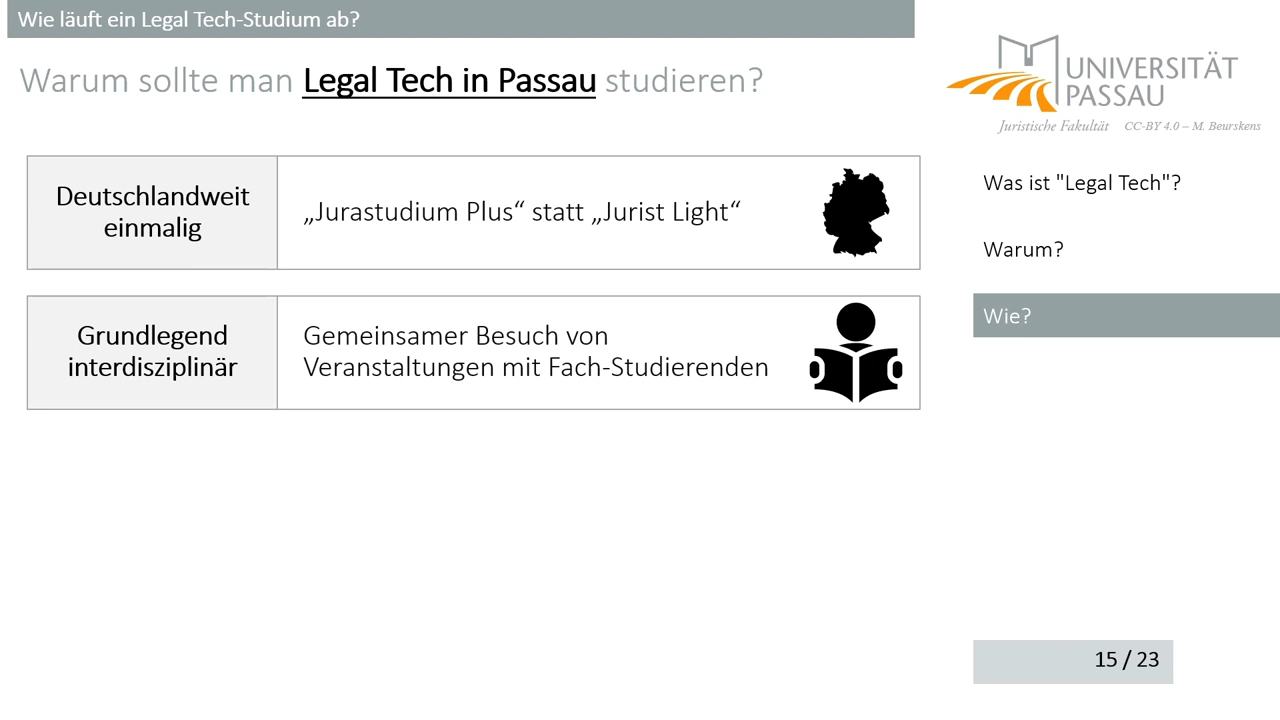 Wie läuft ein Legal Tech-Studium ab?
Warum sollte man Legal Tech in Passau studieren?
UNIVERSITÄT
PASSAU
Juristische Fakultät CC-BY 4.0 – M. Beurskens
Deutschlandweit
einmalig
„Jurastudium Plus“ statt „Jurist Light“
Grundlegend
interdisziplinär
Gemeinsamer Besuch von
Veranstaltungen mit Fach-Studierenden
Was ist "Legal Tech"?
Warum?
Wie?
15 / 23